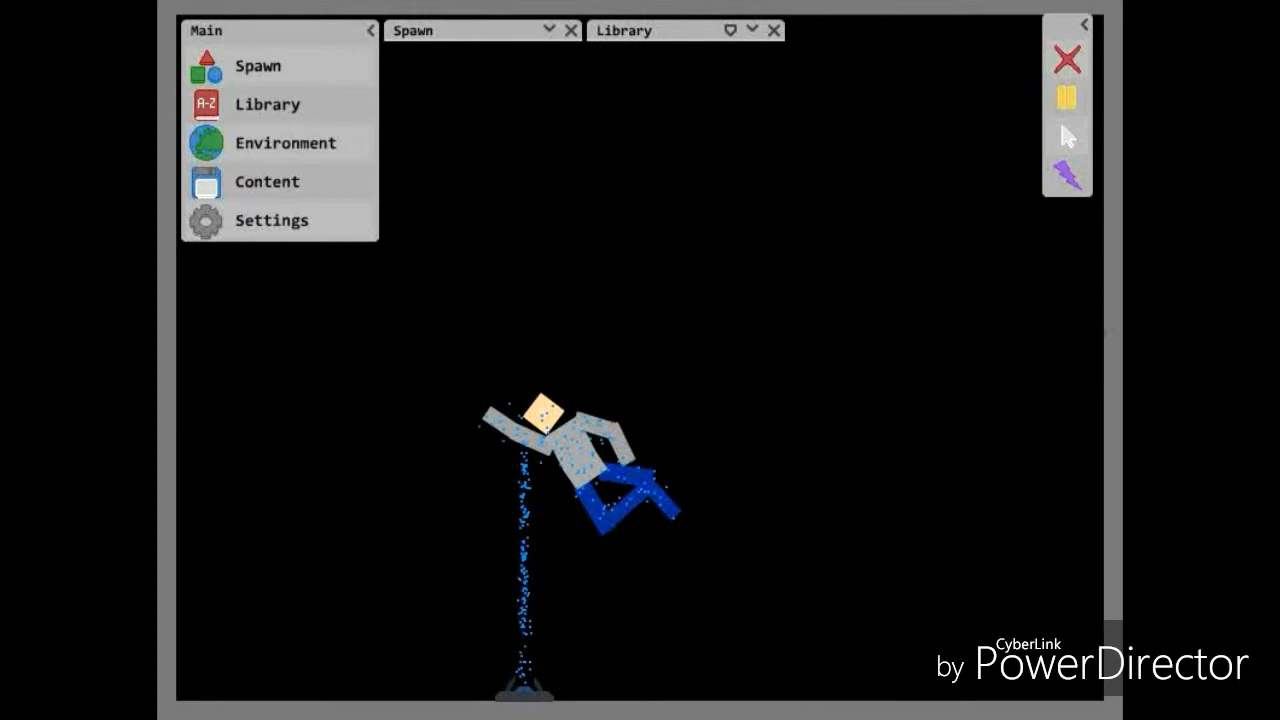 Main
Spawn
Library
Spawn
Library
A-Z
Environment
Content
Settings
CyberLink
by PowerDirector